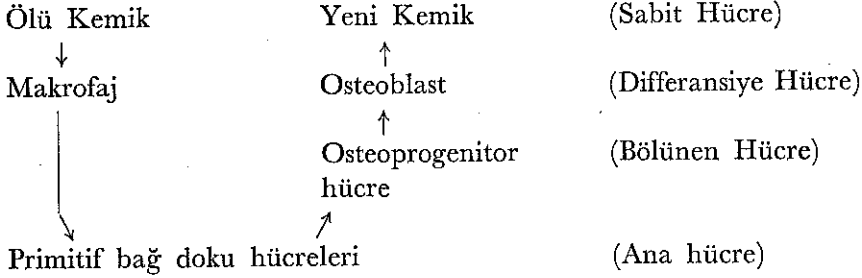 Ölü Kemik Yeni Kemik (Sabit Hücre)
Makrofaj Osteoblast (Differansiye Hücre)
Osteoprogenitor (Bölünen Hücre)
hücre
Primitif bağ doku hücreleri (Ana hücre)